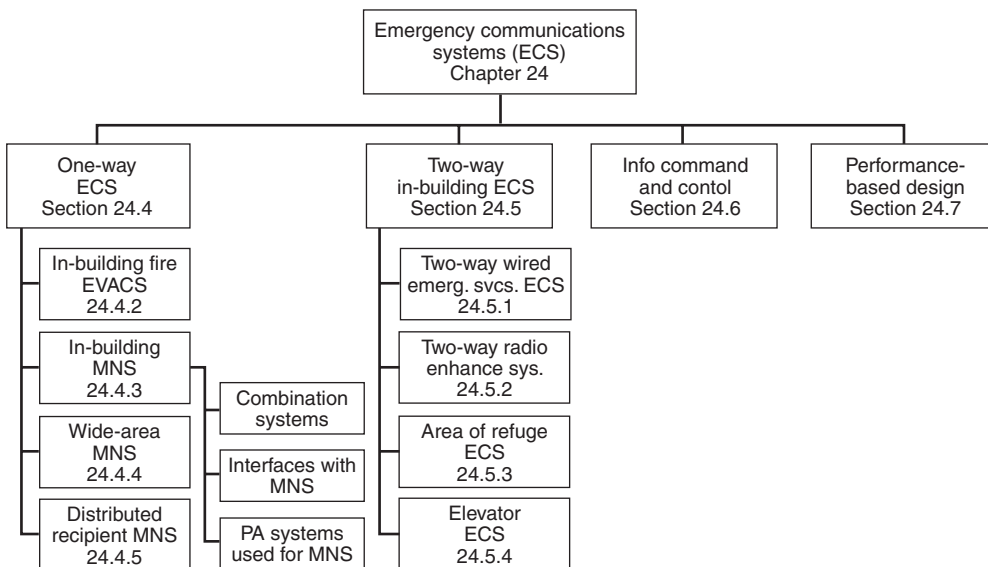 Emergency communications
systems (ECS)
Chapter 24
One-way
ECS
Section 24.4
Two-way
in-building ECS
Section 24.5
Info command
and contol
Section 24.6
Performance-
based design
Section 24.7
In-building fire
EVACS
24.4.2
In-building
MNS
24.4.3
Wide-area
MNS
24.4.4
Distributed
recipient MNS
24.4.5
Combination
systems
Interfaces with
MNS
PA systems
used for MNS
Two-way wired
emerg. svcs. ECS
24.5.1
Two-way radio
enhance sys.
24.5.2
Area of refuge
ECS
24.5.3
Elevator
ECS
24.5.4